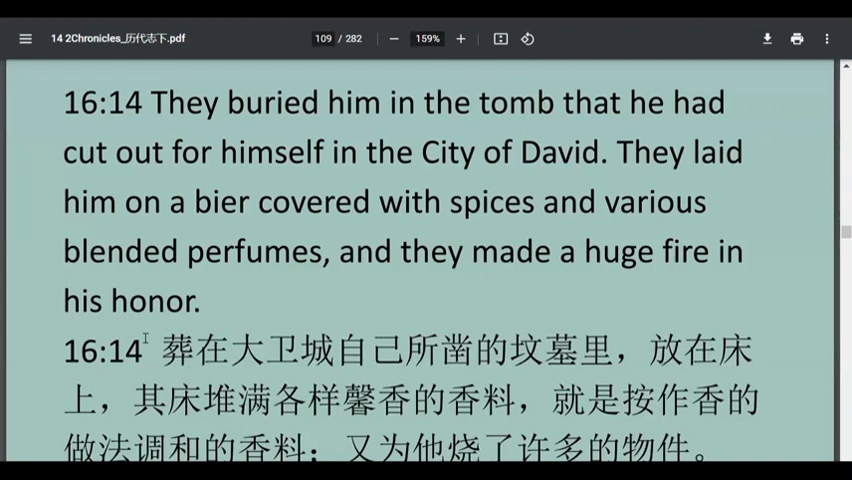 14 2Chronicles_历代志下.pdf
109 / 282
159%
16:14 They buried him in the tomb that he had
cut out for himself in the City of David. They laid
him on a bier covered with spices and various
blended perfumes, and they made a huge fire in
his honor.
16:14 葬在大卫城自己所凿的坟墓里，放在床
上，其床堆满各样馨香的香料，就是按作香的
做法调和的香料；又为他烧了许多的物件。